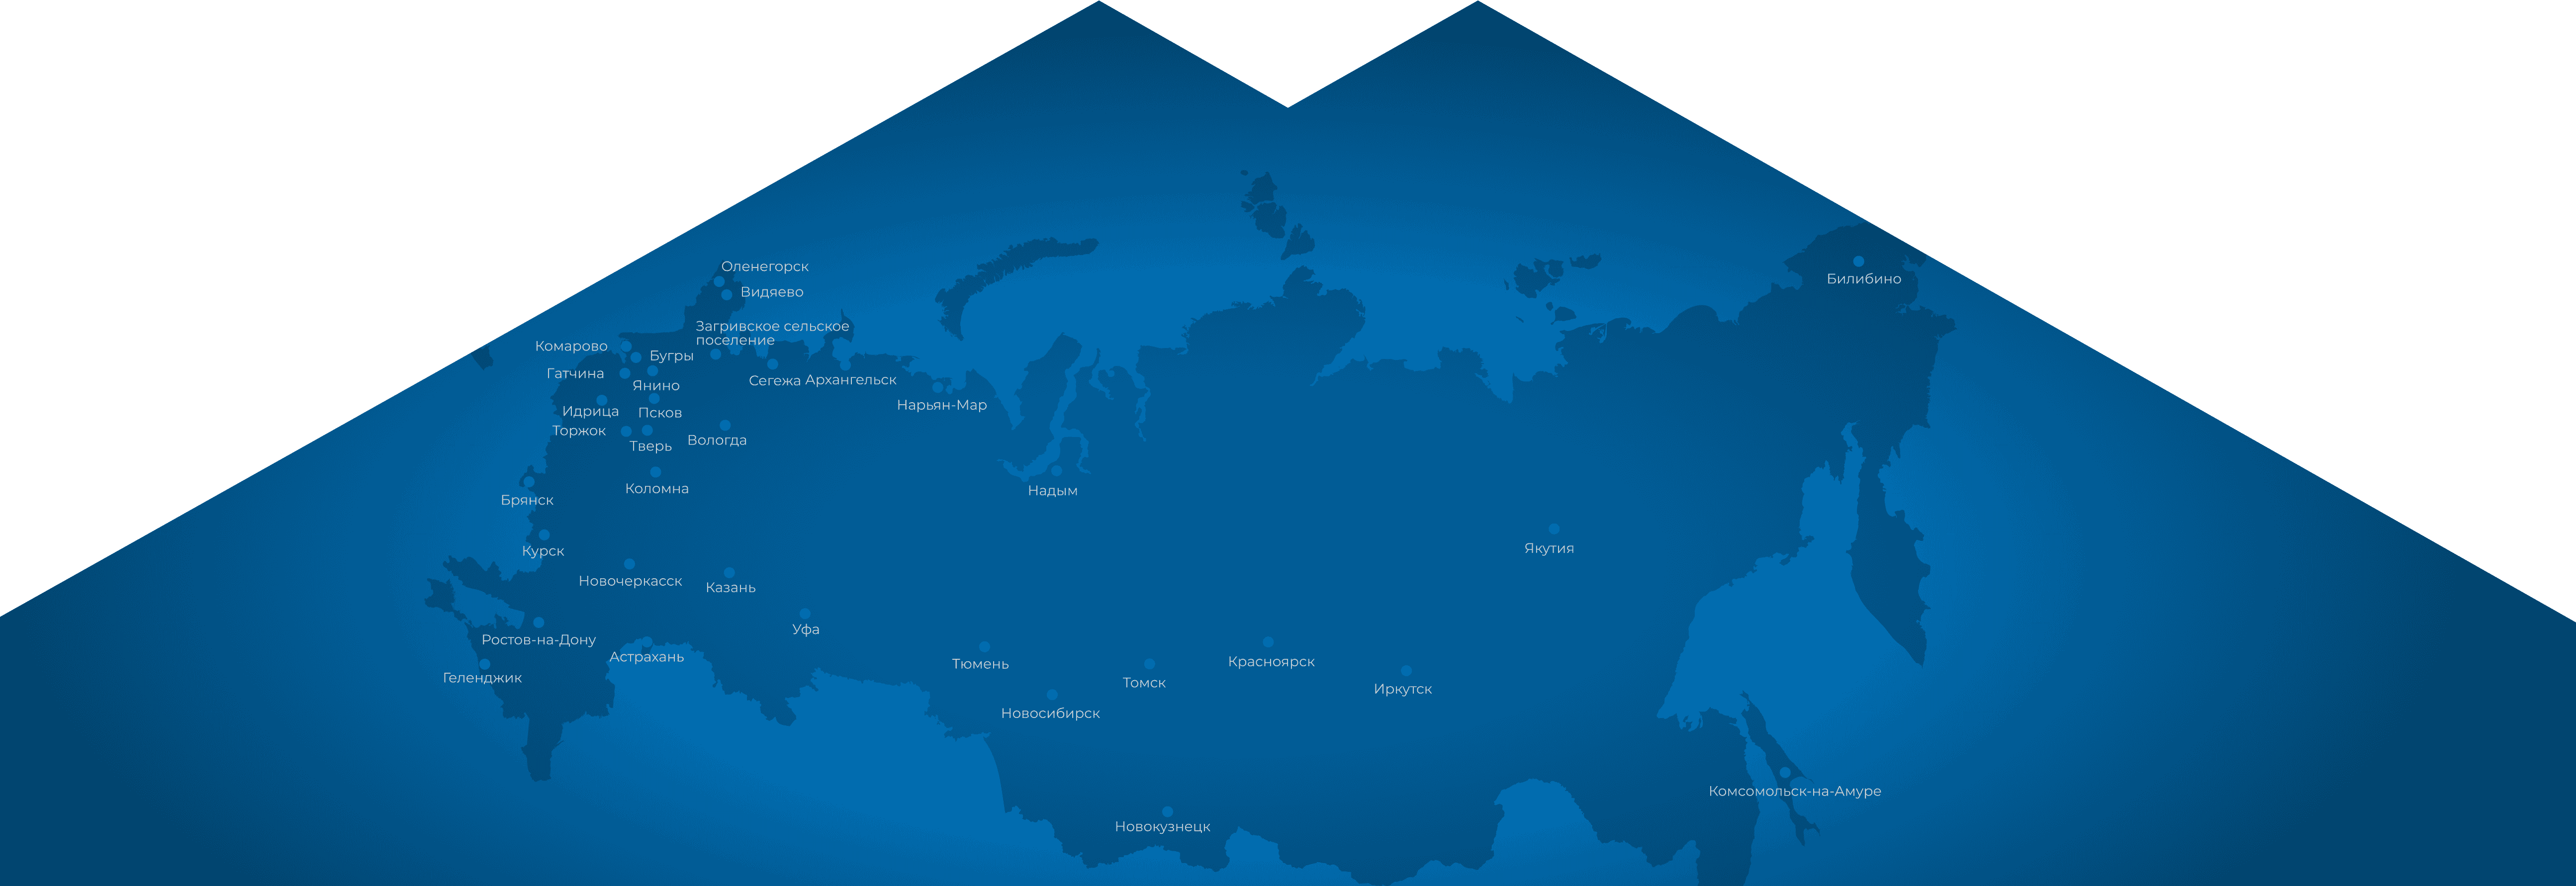 Оленегорск
Билибино
Видяево
Загривское сельское
поселение
Комарово
Бугры
Гатчина
Янино
Сегежа
Архангельск
Нарьян-Мар
Идрица
Псков
Торжок
Тверь
Вологда
Коломна
Надым
Брянск
Курск
Якутия
Новочеркасск
Казань
Уфа
Ростов-на-Дону
Астрахань
Геленджик
Тюмень
Томск
Красноярск
Иркутск
Новосибирск
Комсомольск-на-Амуре
Новокузнецк